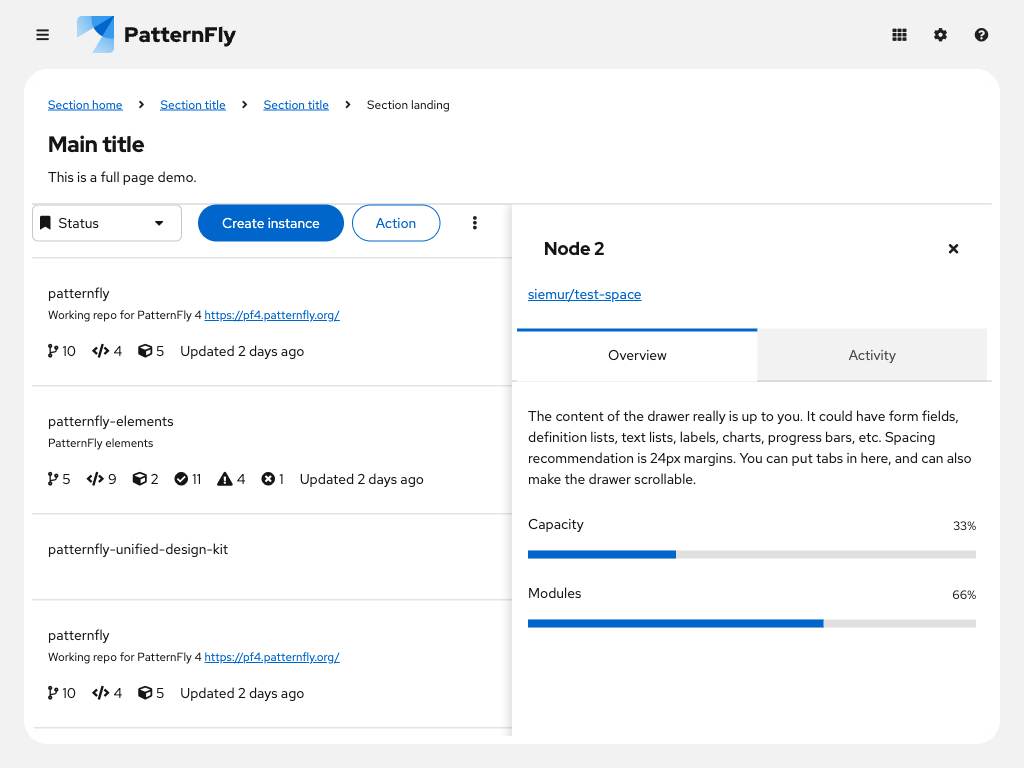 PatternFly
Section home Section title Section title Section landing
Main title
This is a full page demo.
Status Create instance Action
patternfly
Working repo for PatternFly 4 https://pf4.patternfly.org/
10 4 5 Updated 2 days ago
patternfly-elements
PatternFly elements
5 9 2 11 4 1 Updated 2 days ago
patternfly-unified-design-kit
patternfly
Working repo for PatternFly 4 https://pf4.patternfly.org/
10 4 5 Updated 2 days ago
Node 2
siemur/test-space
Overview Activity
The content of the drawer really is up to you. It could have form fields,
definition lists, text lists, labels, charts, progress bars, etc. Spacing
recommendation is 24px margins. You can put tabs in here, and can also
make the drawer scrollable.
Capacity 33%
Modules 66%